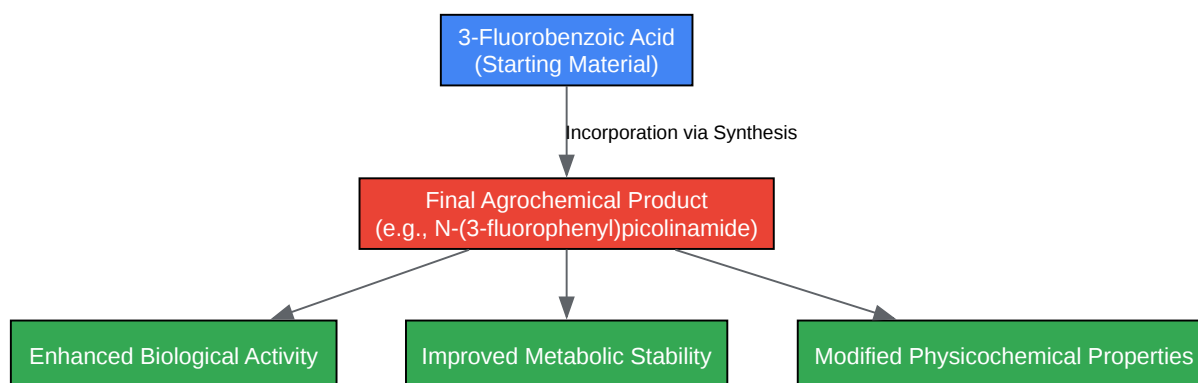 3-Fluorobenzoic Acid
(Starting Material)
Incorporation via Synthesis
Final Agrochemical Product
(e.g., N-(3-fluorophenyl)picolinamide)
Enhanced Biological Activity
Improved Metabolic Stability
Modified Physicochemical Properties